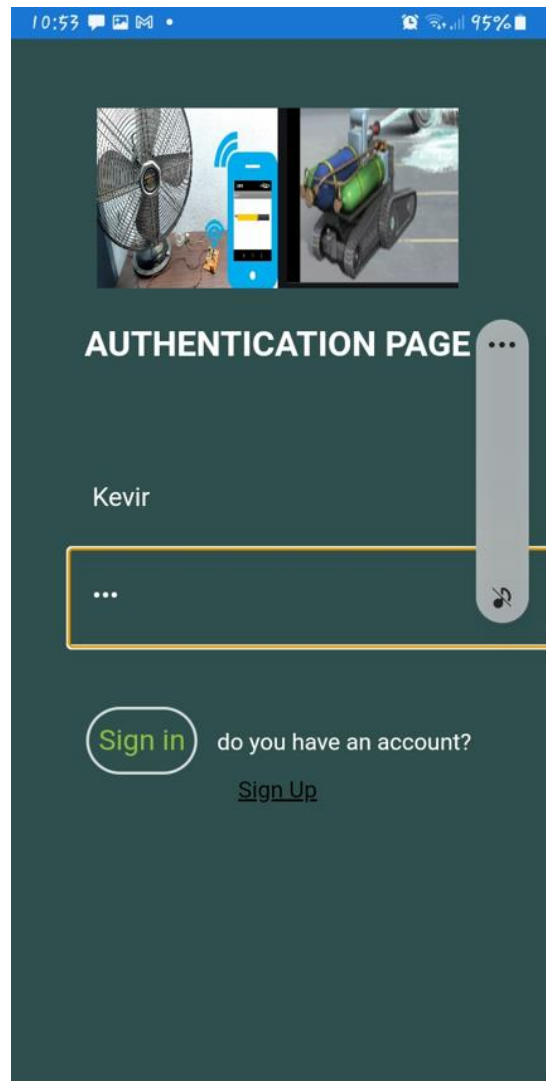 10:53 95%
AUTHENTICATION PAGE
Kevir
•••
Sign in do you have an account?
Sign Up